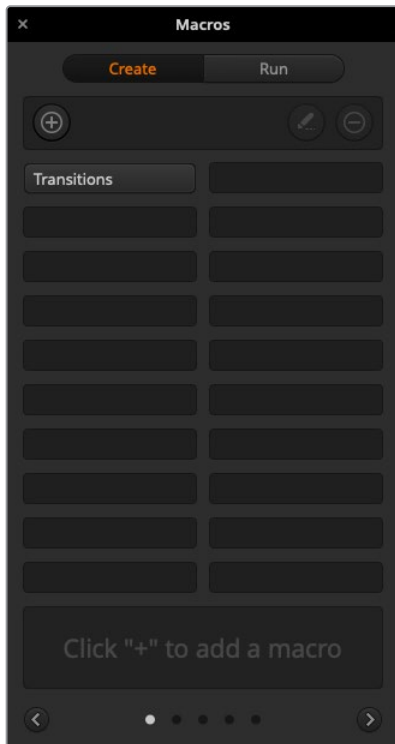 Macros
Create
Run
Transitions
Click "+" to add a macro